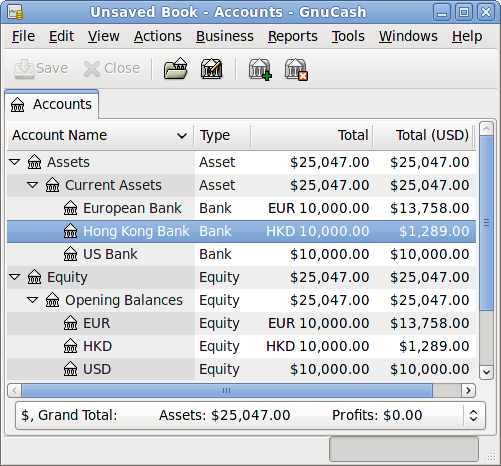 Unsaved Book - Accounts - GnuCash
File Edit View Actions Business Reports Tools Windows Help
Save Close
Accounts
Account Name Type Total Total (USD)
Assets Asset $25,047.00 $25,047.00
Current Assets Asset $25,047.00 $25,047.00
European Bank Bank EUR 10,000.00 $13,758.00
Hong Kong Bank Bank HKD 10,000.00 $1,289.00
US Bank Bank $10,000.00 $10,000.00
Equity Equity $25,047.00 $25,047.00
Opening Balances Equity $25,047.00 $25,047.00
EUR Equity EUR 10,000.00 $13,758.00
HKD Equity HKD 10,000.00 $1,289.00
USD Equity $10,000.00 $10,000.00
$, Grand Total: Assets: $25,047.00 Profits: $0.00